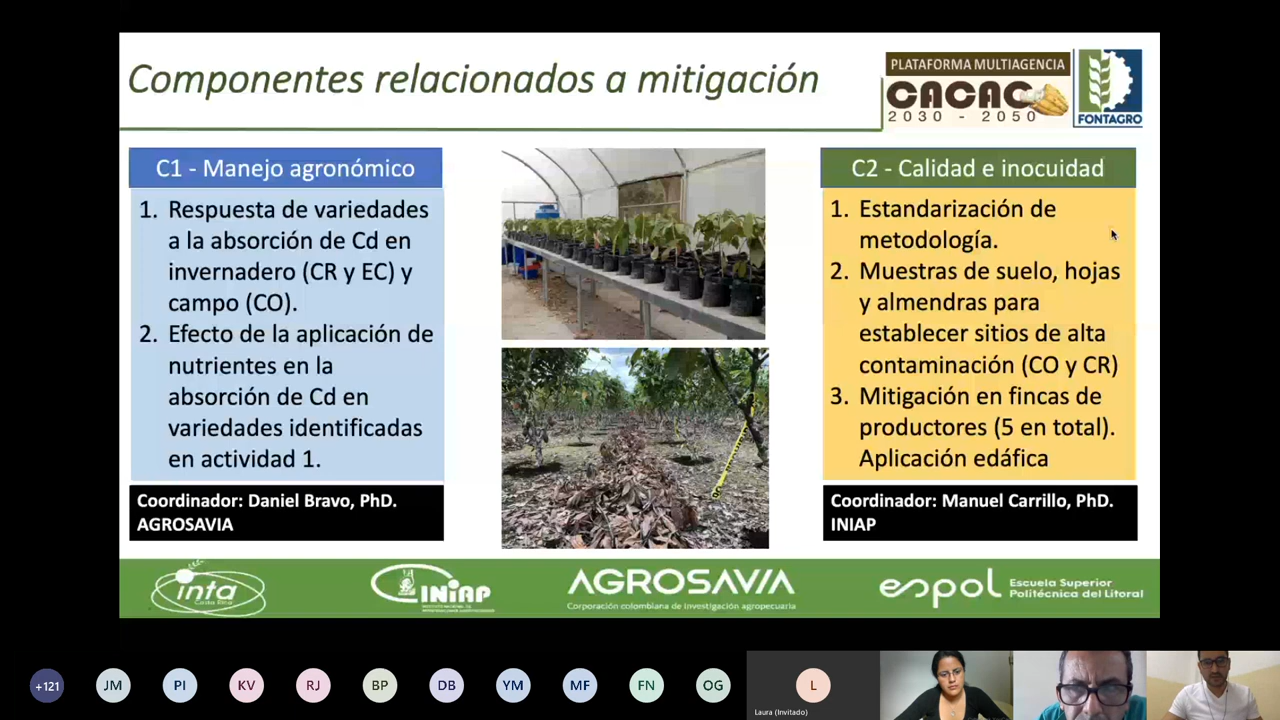 Componentes relacionados a mitigación
PLATAFORMA MULTIAGENCIA
CACAO
2030 - 2050
FONTAGRO
C1 - Manejo agronómico
1. Respuesta de variedades
a la absorción de Cd en
invernadero (CR y EC) y
campo (CO).
2. Efecto de la aplicación de
nutrientes en la
absorción de Cd en
variedades identificadas
en actividad 1.
Coordinador: Daniel Bravo, PhD.
AGROSAVIA
C2 - Calidad e inocuidad
1. Estandarización de
metodología.
2. Muestras de suelo, hojas
y almendras para
establecer sitios de alta
contaminación (CO y CR)
3. Mitigación en fincas de
productores (5 en total).
Aplicación edáfica
Coordinador: Manuel Carrillo, PhD.
INIAP
inta
Costa Rica
INIAP
AGROSAVIA
Corporación colombiana de investigación agropecuaria
espol
Escuela Superior
Politécnica del Litoral
+121
JM
PI
KV
RJ
BP
DB
YM
MF
FN
OG
L
Laura (Invitado)